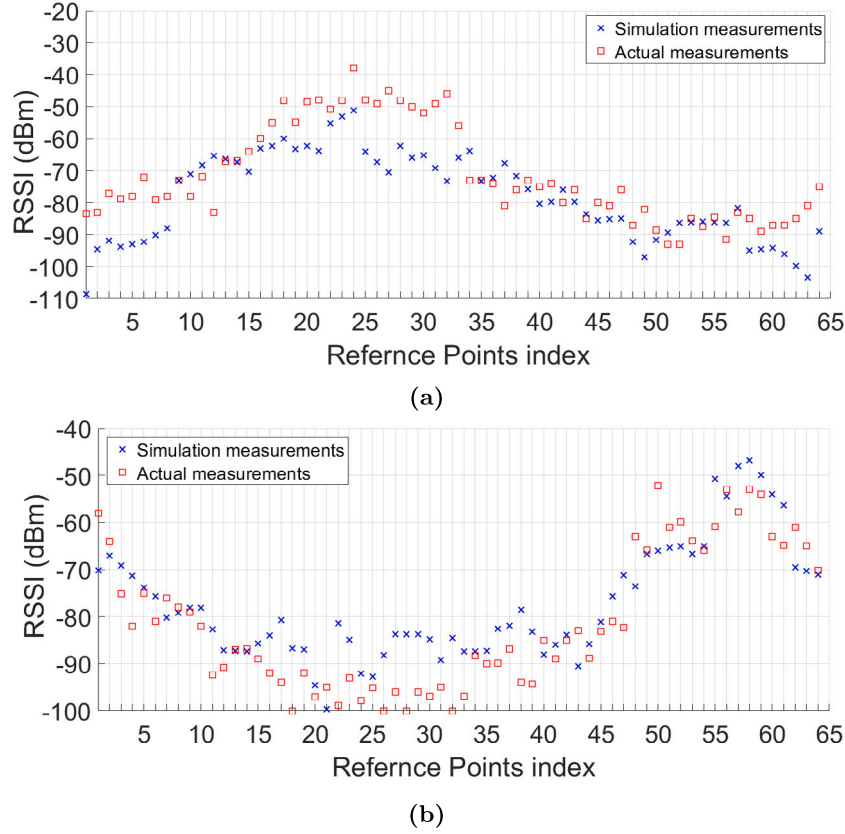 -20
-30
-40
-50
-60
-70
-80
-90
-100
-110
RSSI (dBm)
Simulation measurements
Actual measurements
5 10 15 20 25 30 35 40 45 50 55 60 65
Refernce Points index
(a)
-40
-50
-60
-70
-80
-90
-100
RSSI (dBm)
Simulation measurements
Actual measurements
5 10 15 20 25 30 35 40 45 50 55 60 65
Refernce Points index
(b)